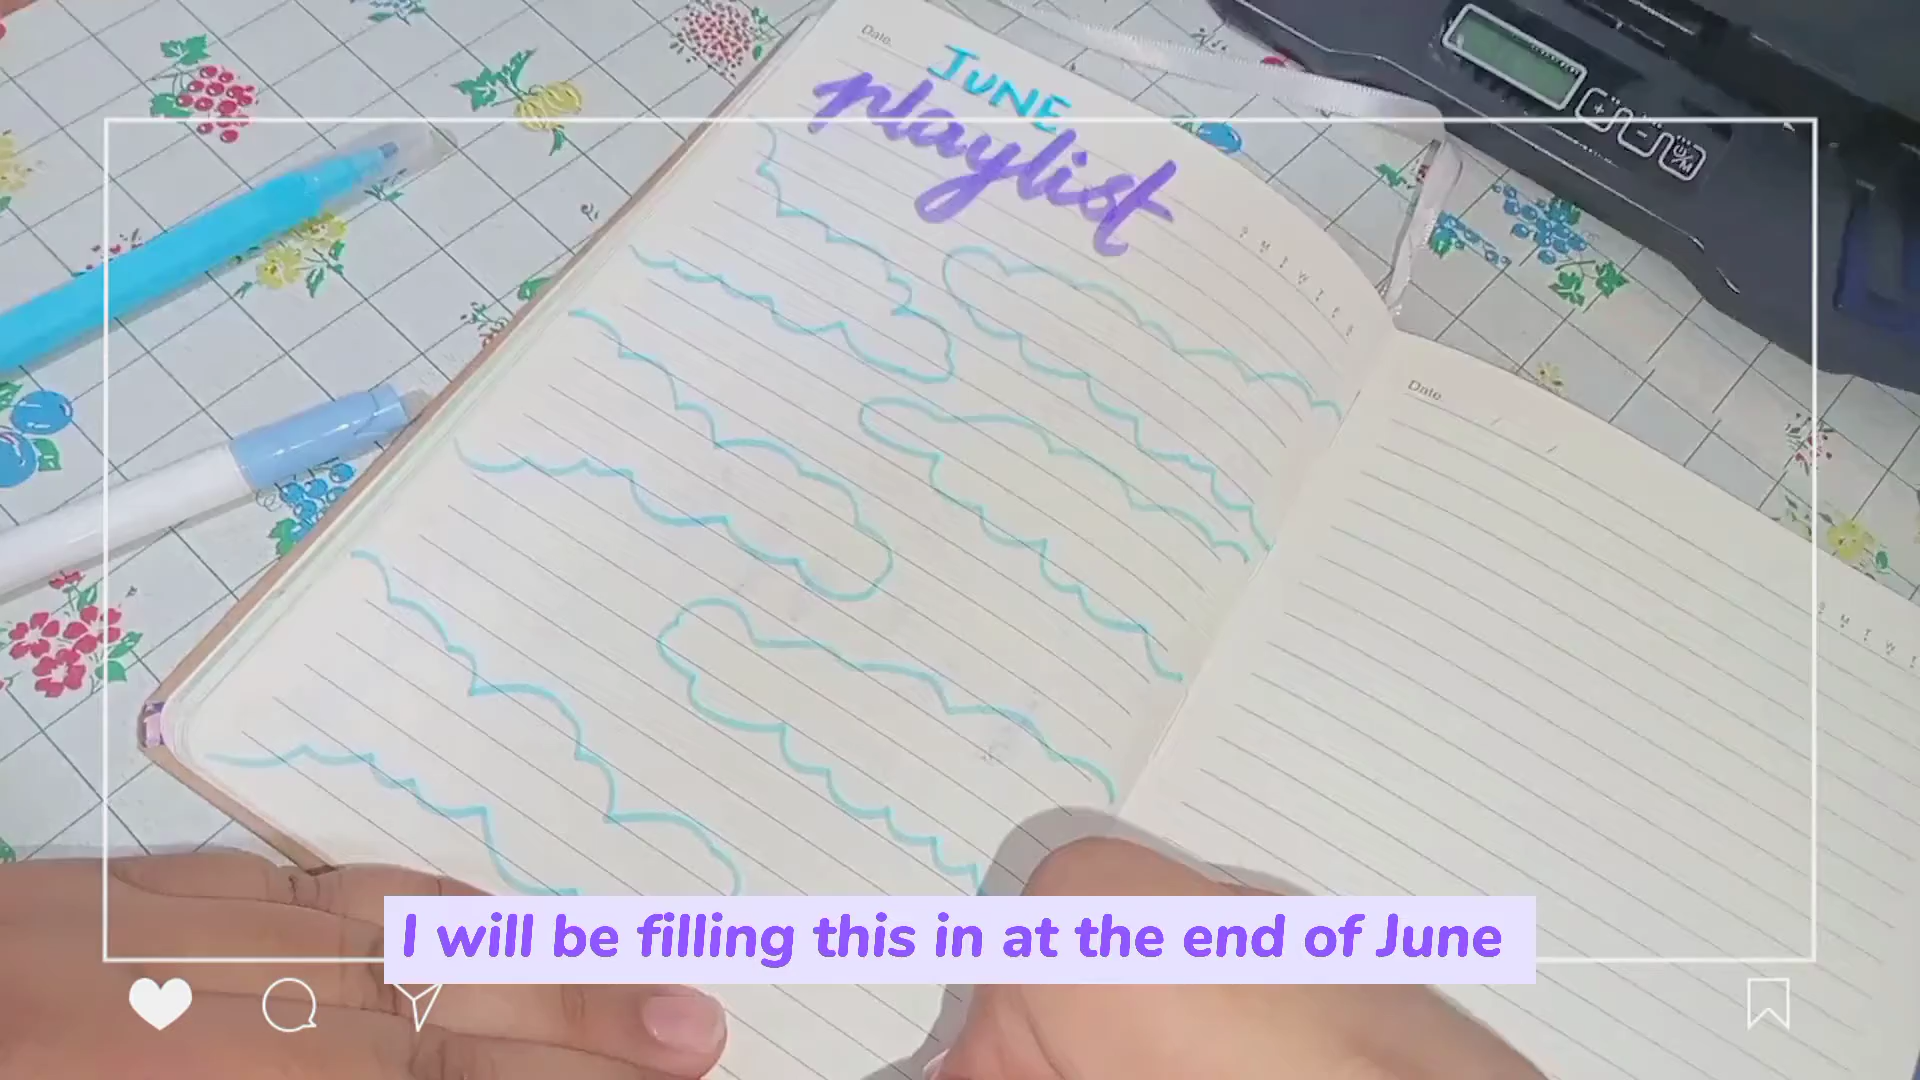 Date.
JUNE
playlist
S M T W T F S
Date.
S M T W T
I will be filling this in at the end of June